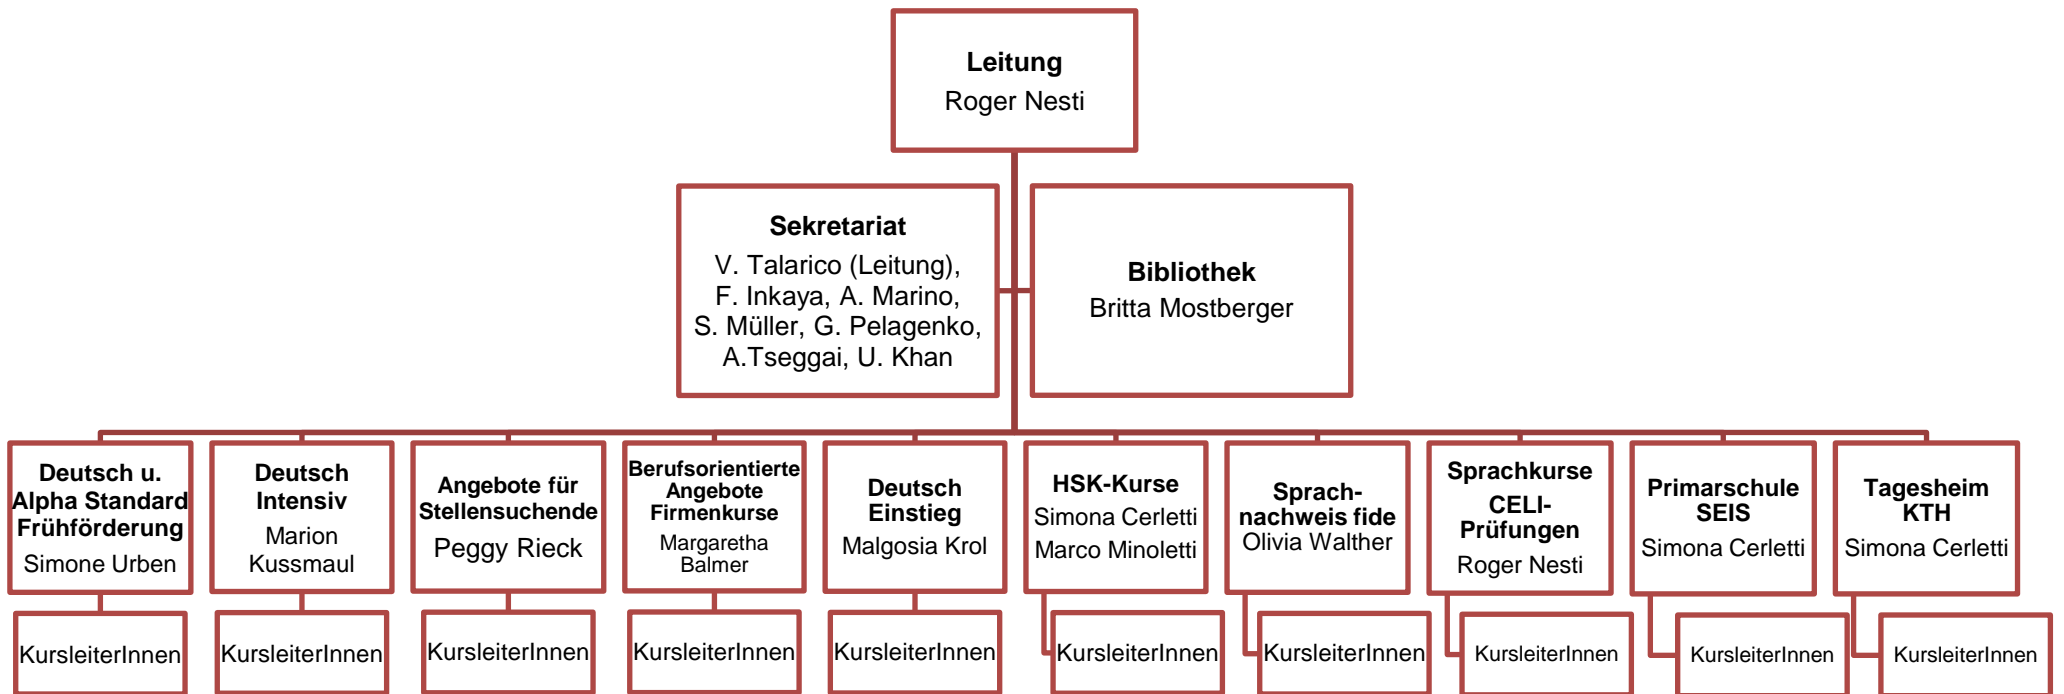 Leitung
Roger Nesti
Sekretariat
V. Talarico (Leitung),
F. Inkaya, A. Marino,
S. Müller, G. Pelagenko,
A.Tseggai, U. Khan
Bibliothek
Britta Mostberger
Deutsch u.
Alpha Standard
Frühförderung
Simone Urben
Deutsch
Intensiv
Marion
Kussmaul
Angebote für
Stellensuchende
Peggy Rieck
Berufsorientierte
Angebote
Firmenkurse
Margaretha
Balmer
Deutsch
Einstieg
Malgosia Krol
HSK-Kurse
Simona Cerletti
Marco Minoletti
Sprach-
nachweis fide
Olivia Walther
Sprachkurse
CELI-
Prüfungen
Roger Nesti
Primarschule
SEIS
Simona Cerletti
Tagesheim
KTH
Simona Cerletti
KursleiterInnen
KursleiterInnen
KursleiterInnen
KursleiterInnen
KursleiterInnen
KursleiterInnen
KursleiterInnen
KursleiterInnen
KursleiterInnen
KursleiterInnen